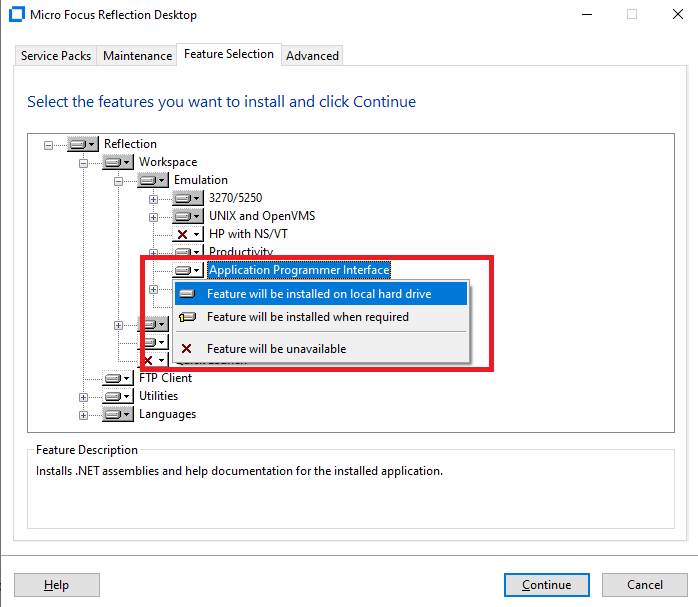 Micro Focus Reflection Desktop
Service Packs Maintenance Feature Selection Advanced
Select the features you want to install and click Continue
Reflection
Workspace
Emulation
3270/5250
UNIX and OpenVMS
HP with NS/VT
Productivity
Application Programmer Interface
Feature will be installed on local hard drive
Feature will be installed when required
Feature will be unavailable
FTP Client
Utilities
Languages
Feature Description
Installs .NET assemblies and help documentation for the installed application.
Help Continue Cancel